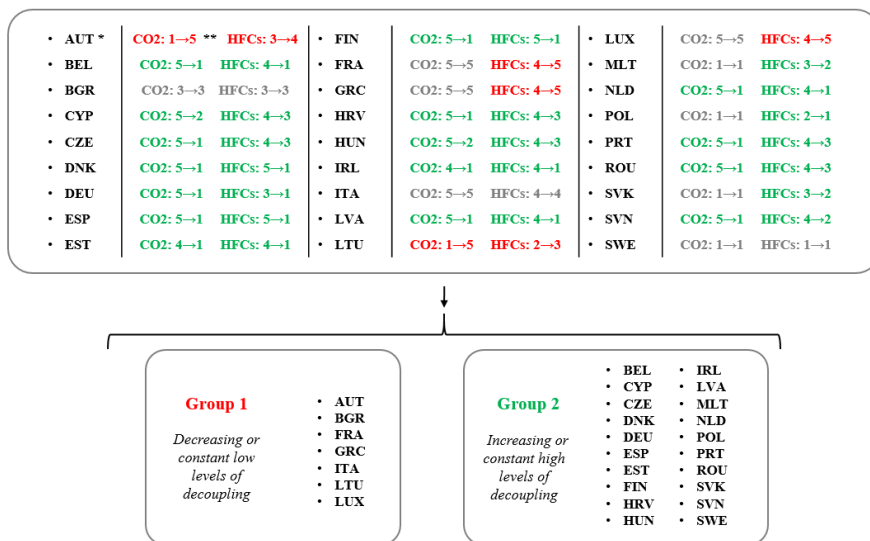 • AUT * CO2: 1→5 ** HFCs: 3→4 • FIN CO2: 5→1 HFCs: 5→1 • LUX CO2: 5→5 HFCs: 4→5
• BEL CO2: 5→1 HFCs: 4→1 • FRA CO2: 5→5 HFCs: 4→5 • MLT CO2: 1→1 HFCs: 3→2
• BGR CO2: 3→3 HFCs: 3→3 • GRC CO2: 5→5 HFCs: 4→5 • NLD CO2: 5→1 HFCs: 4→1
• CYP CO2: 5→2 HFCs: 4→3 • HRV CO2: 5→1 HFCs: 4→3 • POL CO2: 1→1 HFCs: 2→1
• CZE CO2: 5→1 HFCs: 4→3 • HUN CO2: 5→2 HFCs: 4→3 • PRT CO2: 5→1 HFCs: 4→3
• DNK CO2: 5→1 HFCs: 5→1 • IRL CO2: 4→1 HFCs: 4→1 • ROU CO2: 5→1 HFCs: 4→3
• DEU CO2: 5→1 HFCs: 3→1 • ITA CO2: 5→5 HFCs: 4→4 • SVK CO2: 1→1 HFCs: 3→2
• ESP CO2: 5→1 HFCs: 5→1 • LVA CO2: 5→1 HFCs: 4→1 • SVN CO2: 5→1 HFCs: 4→2
• EST CO2: 4→1 HFCs: 4→1 • LTU CO2: 1→5 HFCs: 2→3 • SWE CO2: 1→1 HFCs: 1→1
Group 1
Decreasing or
constant low
levels of
decoupling
• AUT
• BGR
• FRA
• GRC
• ITA
• LTU
• LUX
Group 2
Increasing or
constant high
levels of
decoupling
• BEL • IRL
• CYP • LVA
• CZE • MLT
• DNK • NLD
• DEU • POL
• ESP • PRT
• EST • ROU
• FIN • SVK
• HRV • SVN
• HUN • SWE